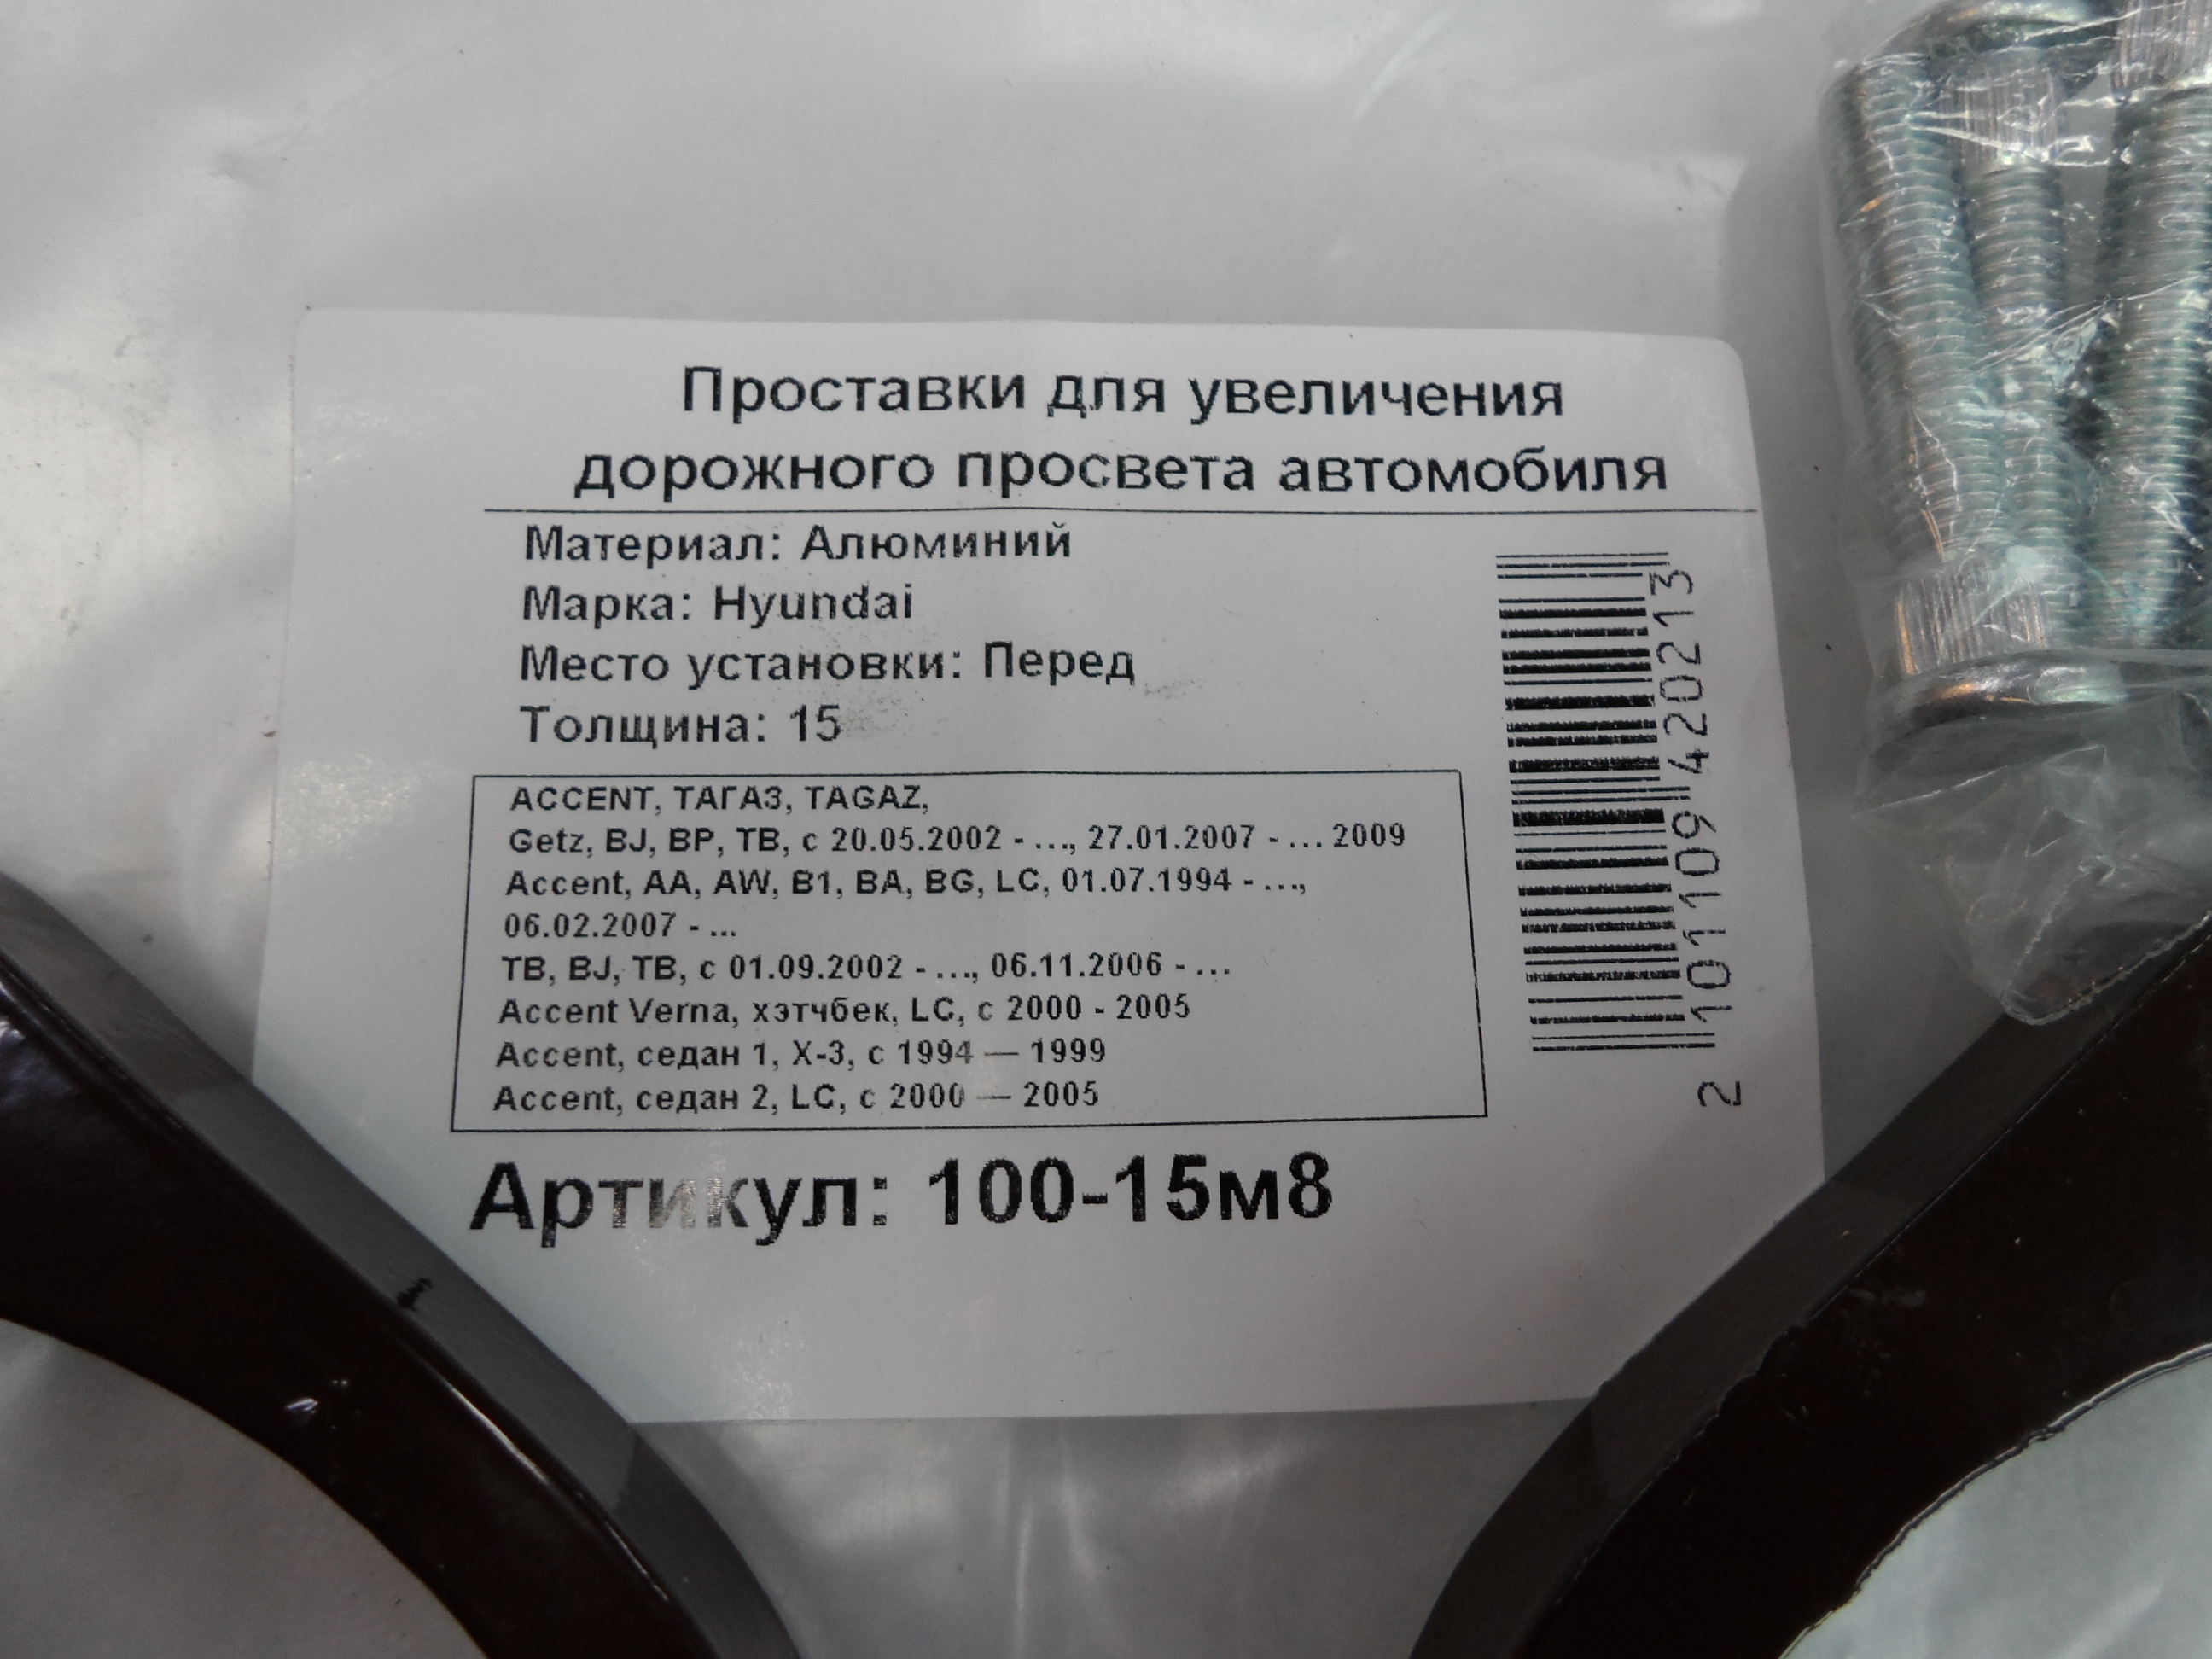 Проставки для увеличения
дорожного просвета автомобиля
Материал: Алюминий
Марка: Hyundai
Место установки: Перед
Толщина: 15
ACCENT, ТАГАЗ, TAGAZ,
Getz, BJ, BP, TB, с 20.05.2002 - ..., 27.01.2007 - ... 2009
Accent, AA, AW, B1, BA, BG, LC, 01.07.1994 - ...,
06.02.2007 - ...
TB, BJ, TB, с 01.09.2002 - ..., 06.11.2006 - ...
Accent Verna, хэтчбек, LC, с 2000 - 2005
Accent, седан 1, X-3, с 1994 — 1999
Accent, седан 2, LC, с 2000 — 2005
Артикул: 100-15м8
2 101109 420213